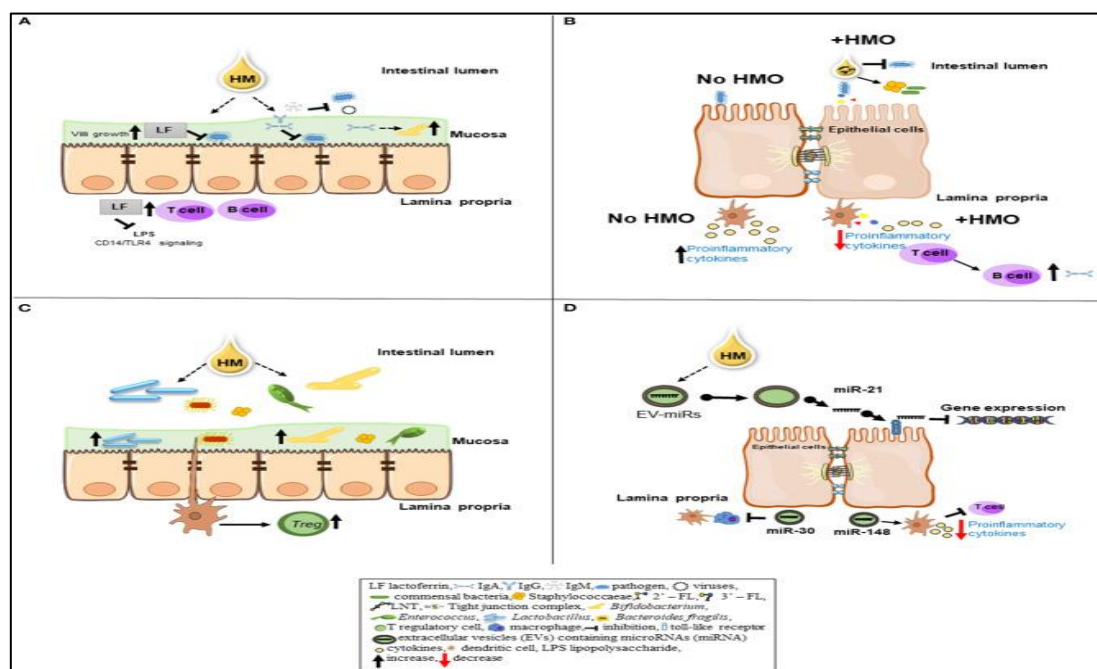 A
HM
Intestinal lumen
Villi growth
LF
Mucosa
Lamina propria
LF
T cell
B cell
LPS
CD14/TLR4 signaling
B
+HMO
Intestinal lumen
No HMO
Epithelial cells
Lamina propria
No HMO
+HMO
Proinflammatory
cytokines
Proinflammatory
cytokines
T cell
B cell
C
HM
Intestinal lumen
Mucosa
Lamina propria
Treg
D
HM
miR-21
EV-miRs
Gene expression
Epithelial cells
Lamina propria
T cell
miR-30
miR-148
Proinflammatory
cytokines
LF lactoferrin, IgA, IgG, IgM, pathogen, viruses,
commensal bacteria, Staphylococcaeae, 2' – FL, 3' – FL,
LNT, Tight junction complex, Bifidobacterium,
Enterococcus, Lactobacillus, Bacteroides fragilis,
T regulatory cell, macrophage, inhibition, toll-like receptor
extracellular vesicles (EVs) containing microRNAs (miRNA)
cytokines, dendritic cell, LPS lipopolysaccharide,
increase, decrease